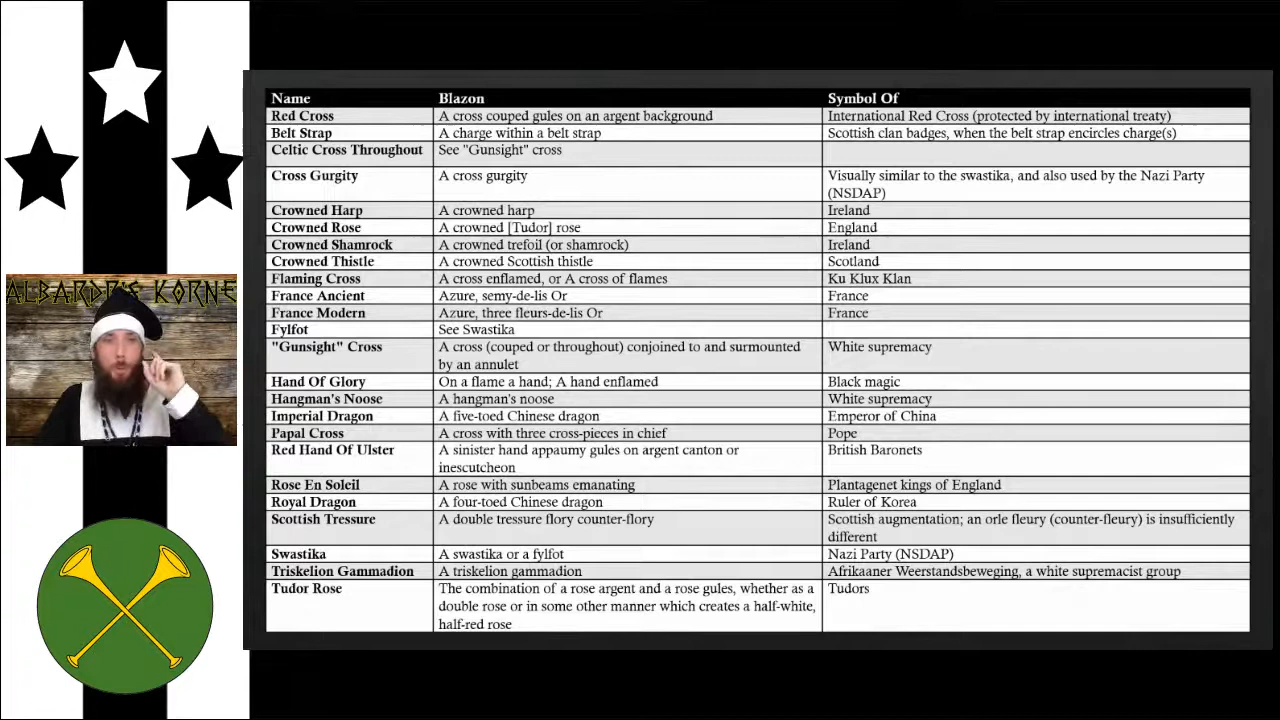 Name Blazon Symbol Of
Red Cross A cross couped gules on an argent background International Red Cross (protected by international treaty)
Belt Strap A charge within a belt strap Scottish clan badges, when the belt strap encircles charge(s)
Celtic Cross Throughout See "Gunsight" cross
Cross Gurgity A cross gurgity Visually similar to the swastika, and also used by the Nazi Party
(NSDAP)
Crowned Harp A crowned harp Ireland
Crowned Rose A crowned [Tudor] rose England
Crowned Shamrock A crowned trefoil (or shamrock) Ireland
Crowned Thistle A crowned Scottish thistle Scotland
Flaming Cross A cross enflamed, or A cross of flames Ku Klux Klan
France Ancient Azure, semy-de-lis Or France
France Modern Azure, three fleurs-de-lis Or France
Fylfot See Swastika
"Gunsight" Cross A cross (couped or throughout) conjoined to and surmounted White supremacy
by an annulet
Hand Of Glory On a flame a hand; A hand enflamed Black magic
Hangman's Noose A hangman's noose White supremacy
Imperial Dragon A five-toed Chinese dragon Emperor of China
Papal Cross A cross with three cross-pieces in chief Pope
Red Hand Of Ulster A sinister hand appaumy gules on argent canton or British Baronets
inescutcheon
Rose En Soleil A rose with sunbeams emanating Plantagenet kings of England
Royal Dragon A four-toed Chinese dragon Ruler of Korea
Scottish Tressure A double tressure flory counter-flory Scottish augmentation; an orle fleury (counter-fleury) is insufficiently
different
Swastika A swastika or a fylfot Nazi Party (NSDAP)
Triskelion Gammadion A triskelion gammadion Afrikaaner Weerstandsbeweging, a white supremacist group
Tudor Rose The combination of a rose argent and a rose gules, whether as a Tudors
double rose or in some other manner which creates a half-white,
half-red rose